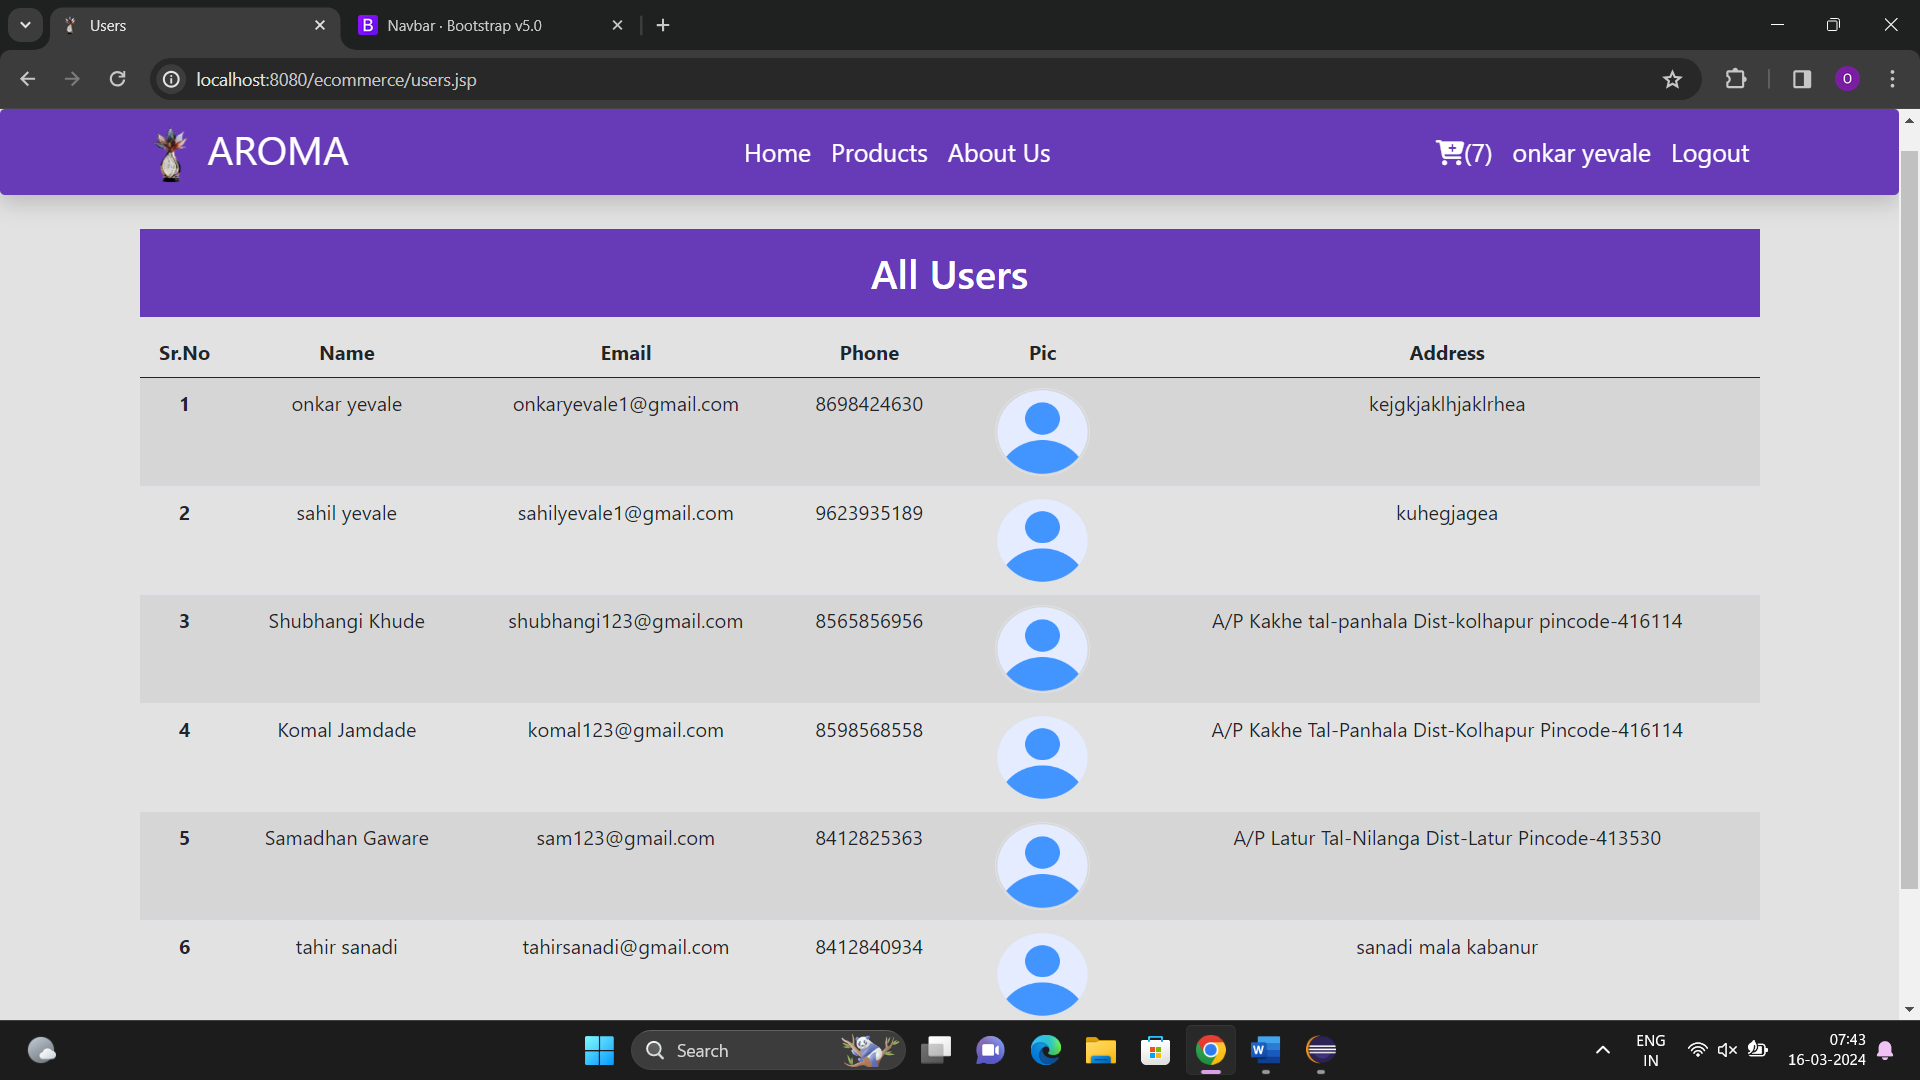 Users
Navbar · Bootstrap v5.0
localhost:8080/ecommerce/users.jsp
O
AROMA
Home Products About Us
(7) onkar yevale Logout
All Users
Sr.No Name Email Phone Pic Address
1 onkar yevale onkaryevale1@gmail.com 8698424630 kejgkjaklhjaklrhea
2 sahil yevale sahilyevale1@gmail.com 9623935189 kuhegjagea
3 Shubhangi Khude shubhangi123@gmail.com 8565856956 A/P Kakhe tal-panhala Dist-kolhapur pincode-416114
4 Komal Jamdade komal123@gmail.com 8598568558 A/P Kakhe Tal-Panhala Dist-Kolhapur Pincode-416114
5 Samadhan Gaware sam123@gmail.com 8412825363 A/P Latur Tal-Nilanga Dist-Latur Pincode-413530
6 tahir sanadi tahirsanadi@gmail.com 8412840934 sanadi mala kabanur
Search
ENG
IN
07:43
16-03-2024